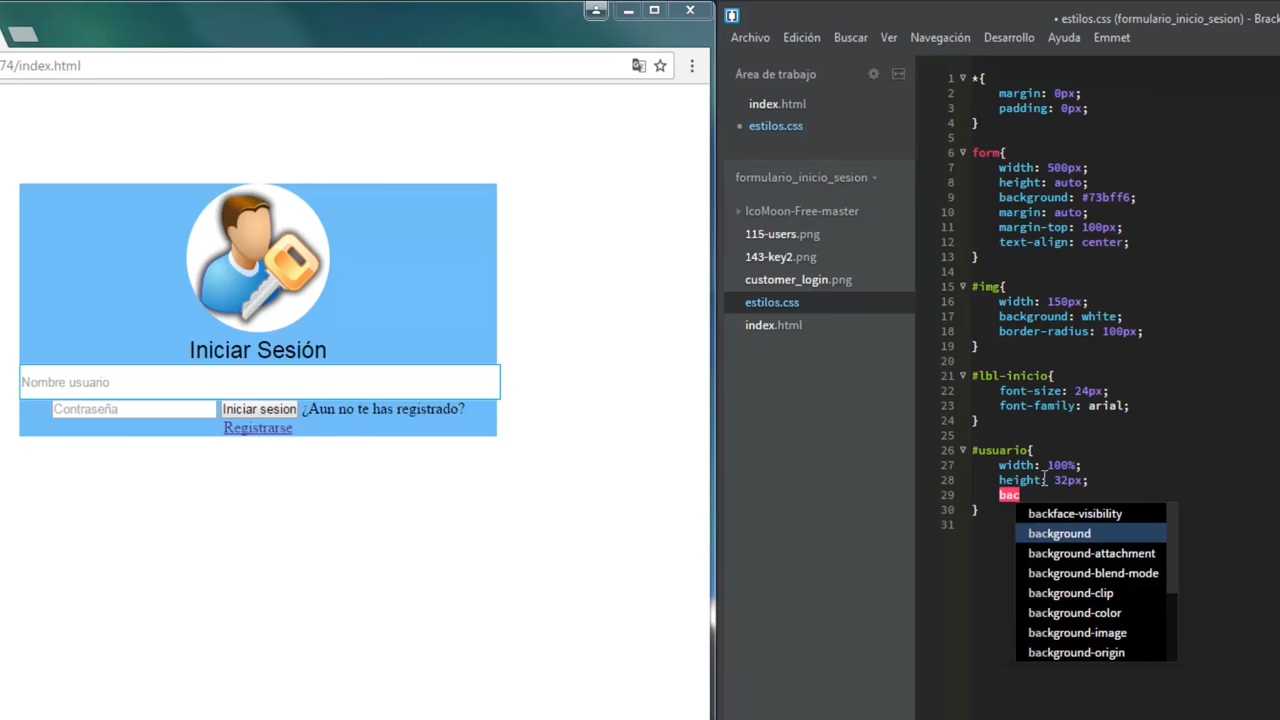 74/index.html
Iniciar Sesión
Nombre usuario
Contraseña
Iniciar sesion
¿Aun no te has registrado?
Registrarse
• estilos.css (formulario_inicio_sesion) - Brac
Archivo Edición Buscar Ver Navegación Desarrollo Ayuda Emmet
Área de trabajo
index.html
estilos.css
formulario_inicio_sesion
IcoMoon-Free-master
115-users.png
143-key2.png
customer_login.png
estilos.css
index.html
1 *{
2 margin: 0px;
3 padding: 0px;
4 }
5
6 form{
7 width: 500px;
8 height: auto;
9 background: #73bff6;
10 margin: auto;
11 margin-top: 100px;
12 text-align: center;
13 }
14
15 #img{
16 width: 150px;
17 background: white;
18 border-radius: 100px;
19 }
20
21 #lbl-inicio{
22 font-size: 24px;
23 font-family: arial;
24 }
25
26 #usuario{
27 width: 100%;
28 height: 32px;
29 bac
30 }
31
backface-visibility
background
background-attachment
background-blend-mode
background-clip
background-color
background-image
background-origin